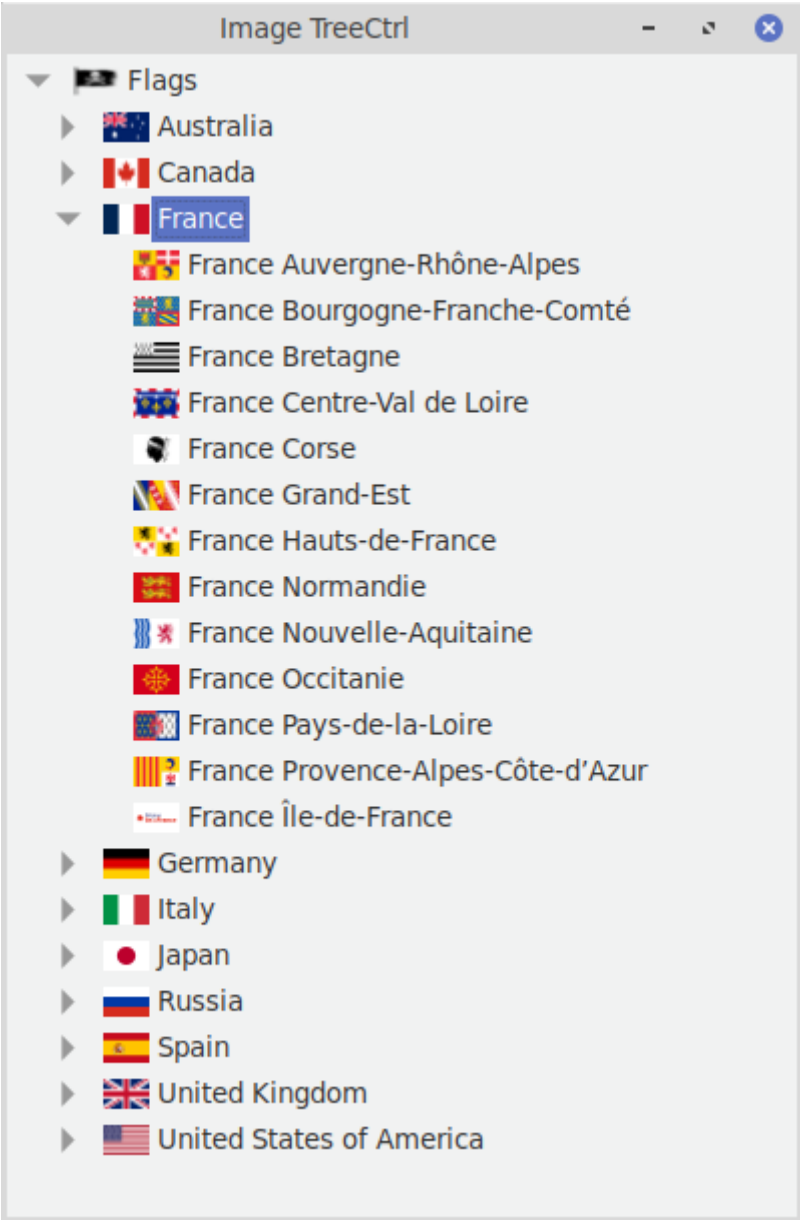 Image TreeCtrl
Flags
Australia
Canada
France
France Auvergne-Rhône-Alpes
France Bourgogne-Franche-Comté
France Bretagne
France Centre-Val de Loire
France Corse
France Grand-Est
France Hauts-de-France
France Normandie
France Nouvelle-Aquitaine
France Occitanie
France Pays-de-la-Loire
France Provence-Alpes-Côte-d’Azur
France Île-de-France
Germany
Italy
Japan
Russia
Spain
United Kingdom
United States of America